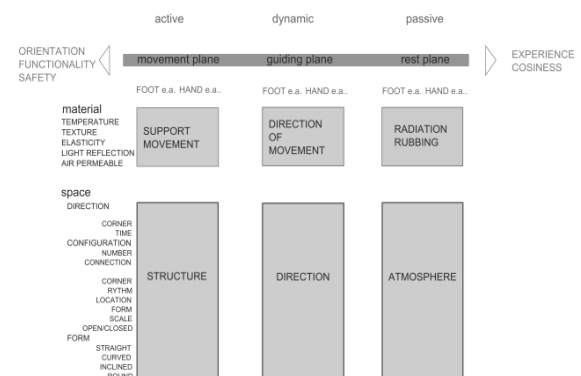 active dynamic passive
ORIENTATION
FUNCTIONALITY
SAFETY
movement plane guiding plane rest plane
EXPERIENCE
COSINESS
FOOT e.a. HAND e.a.. FOOT e.a. HAND e.a.. FOOT e.a. HAND e.a..
material
TEMPERATURE
TEXTURE
ELASTICITY
LIGHT REFLECTION
AIR PERMEABLE
SUPPORT
MOVEMENT
DIRECTION
OF
MOVEMENT
RADIATION
RUBBING
space
DIRECTION
CORNER
TIME
CONFIGURATION
NUMBER
CONNECTION
CORNER
RYTHM
LOCATION
FORM
SCALE
OPEN/CLOSED
FORM
STRAIGHT
CURVED
INCLINED
ROUND
STRUCTURE
DIRECTION
ATMOSPHERE